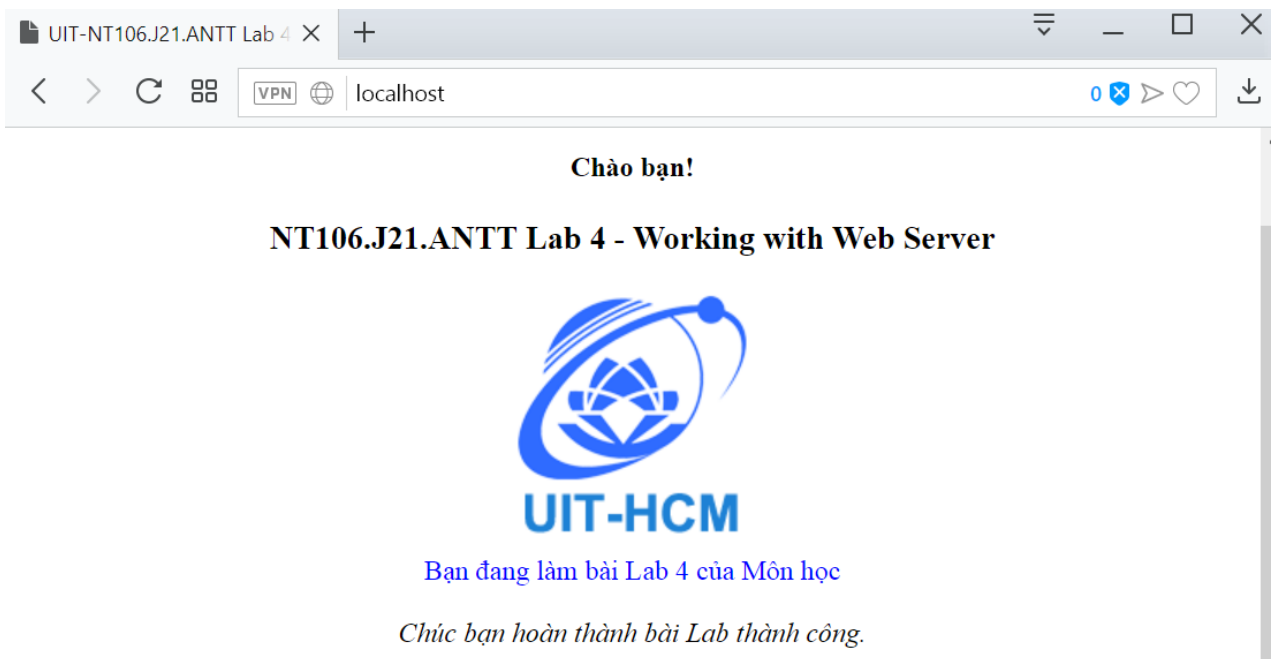 UIT-NT106.J21.ANTT Lab 4
VPN localhost 0
Chào bạn!
NT106.J21.ANTT Lab 4 - Working with Web Server
UIT-HCM
Bạn đang làm bài Lab 4 của Môn học
Chúc bạn hoàn thành bài Lab thành công.